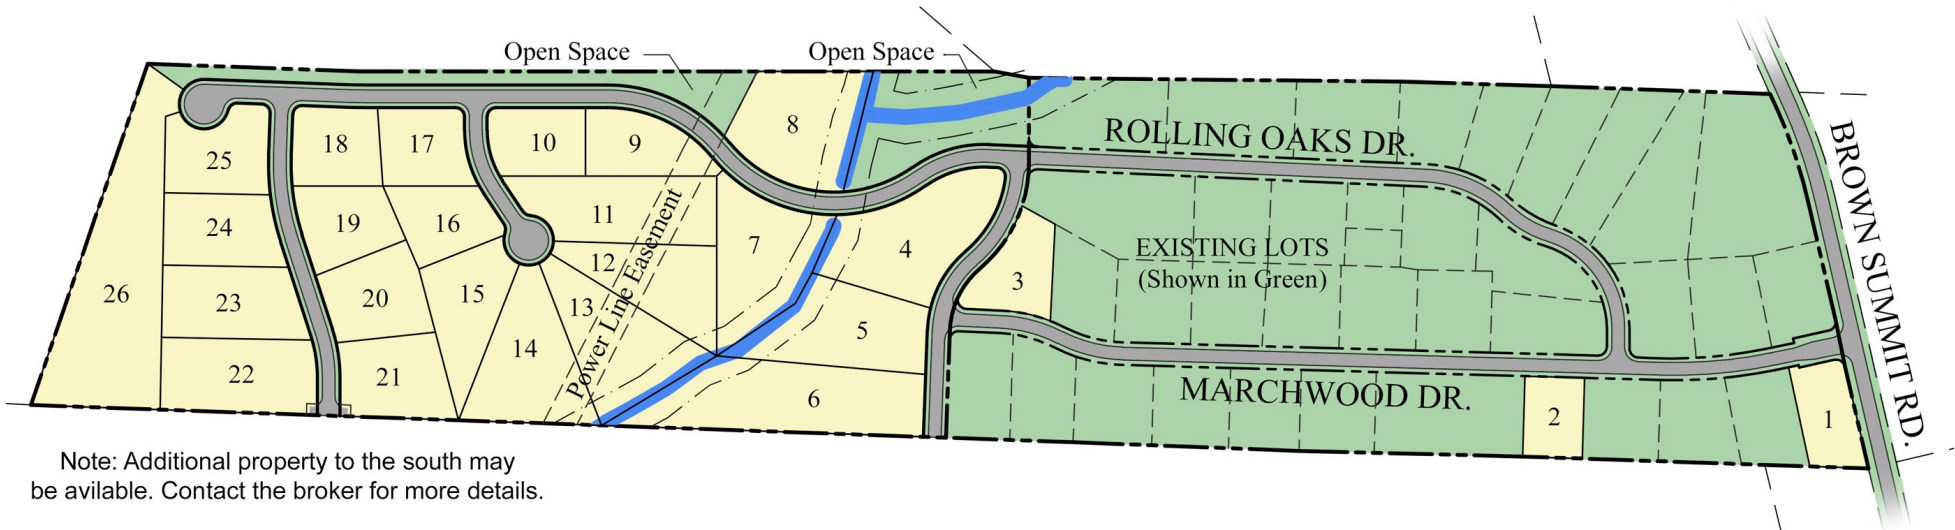 Open Space
Open Space
8
18
17
10
9
25
ROLLING OAKS DR.
BROWN SUMMIT RD.
24
19
16
11
7
4
EXISTING LOTS
(Shown in Green)
12
Power Line Easement
3
26
23
20
15
13
5
22
21
14
6
MARCHWOOD DR.
2
1
Note: Additional property to the south may
be avilable. Contact the broker for more details.